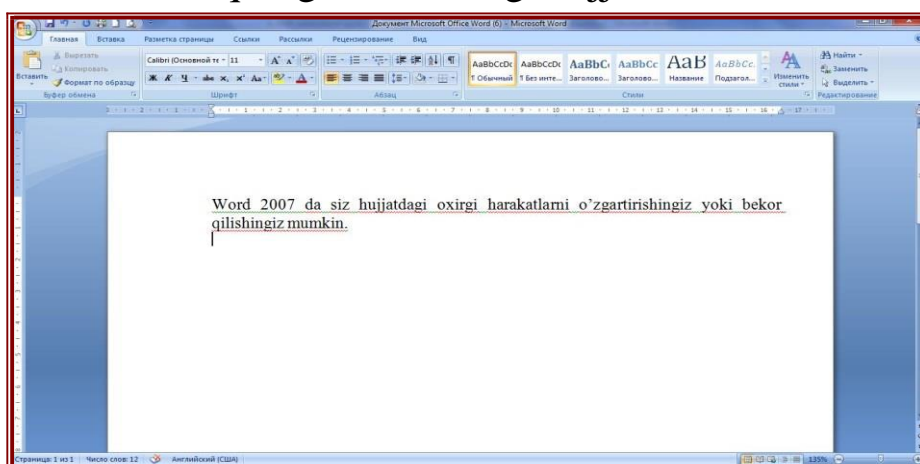 Документ Microsoft Office Word (6) - Microsoft Word
Главная Вставка Разметка страницы Ссылки Рассылки Рецензирование Вид
Вставить
Вырезать
Копировать
Формат по образцу
Буфер обмена
Calibri (Основной те 11
Ж К Ч abe x, x² Aa
Шрифт
Абзац
AaBbCcDc AaBbCcDc AaBbC AaBbCc AaB AaBbCc.
¶ Обычный ¶ Без инте... Заголово... Заголово... Название Подзагол...
Изменить стили
Стили
Найти
Заменить
Выделить
Редактирование
Word 2007 da siz hujjatdagi oxirgi harakatlarni o’zgartirishingiz yoki bekor
qilishingiz mumkin.
Страница: 1 из 1 Число слов: 12 Английский (США) 135%